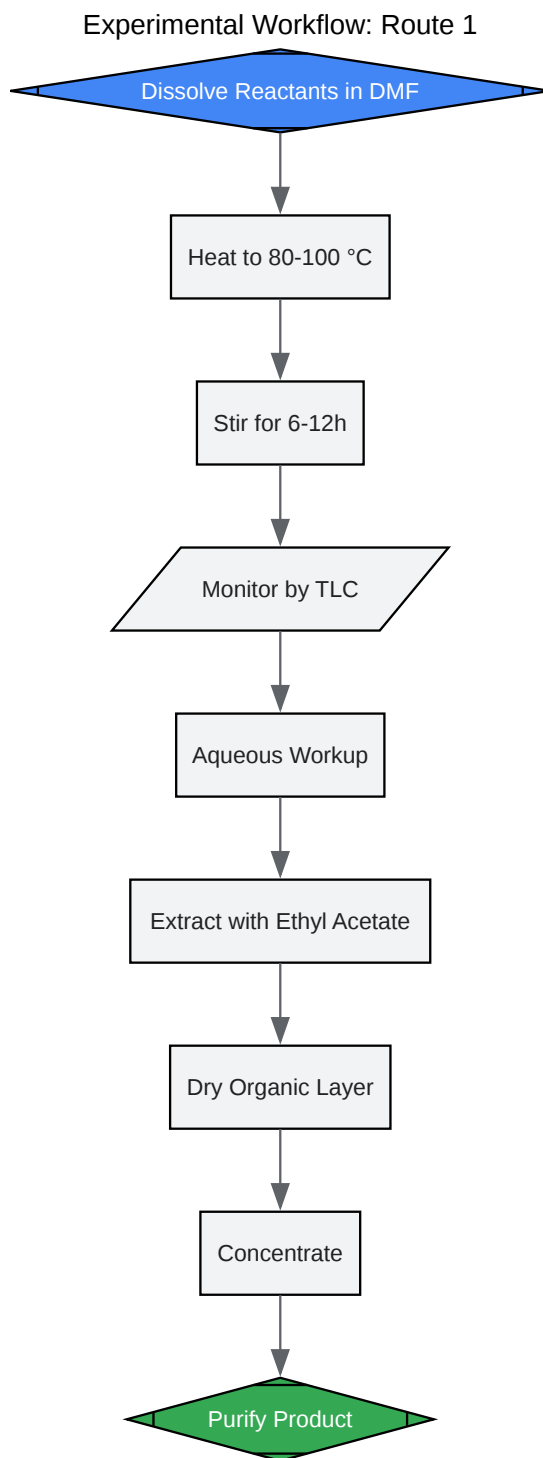 Experimental Workflow: Route 1
Dissolve Reactants in DMF
Heat to 80-100 °C
Stir for 6-12h
Monitor by TLC
Aqueous Workup
Extract with Ethyl Acetate
Dry Organic Layer
Concentrate
Purify Product